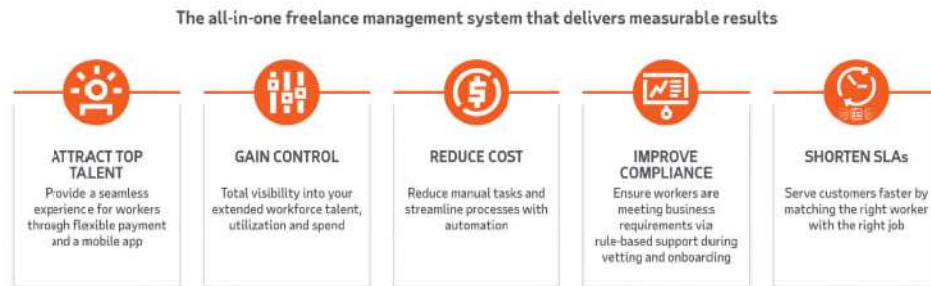 The all-in-one freelance management system that delivers measurable results
ATTRACT TOP
TALENT
Provide a seamless
experience for workers
through flexible payment
and a mobile app
GAIN CONTROL
Total visibility into your
extended workforce talent,
utilization and spend
REDUCE COST
Reduce manual tasks and
streamline processes with
automation
IMPROVE
COMPLIANCE
Ensure workers are
meeting business
requirements via
rule-based support during
vetting and onboarding
SHORTEN SLAs
Serve customers faster by
matching the right worker
with the right job